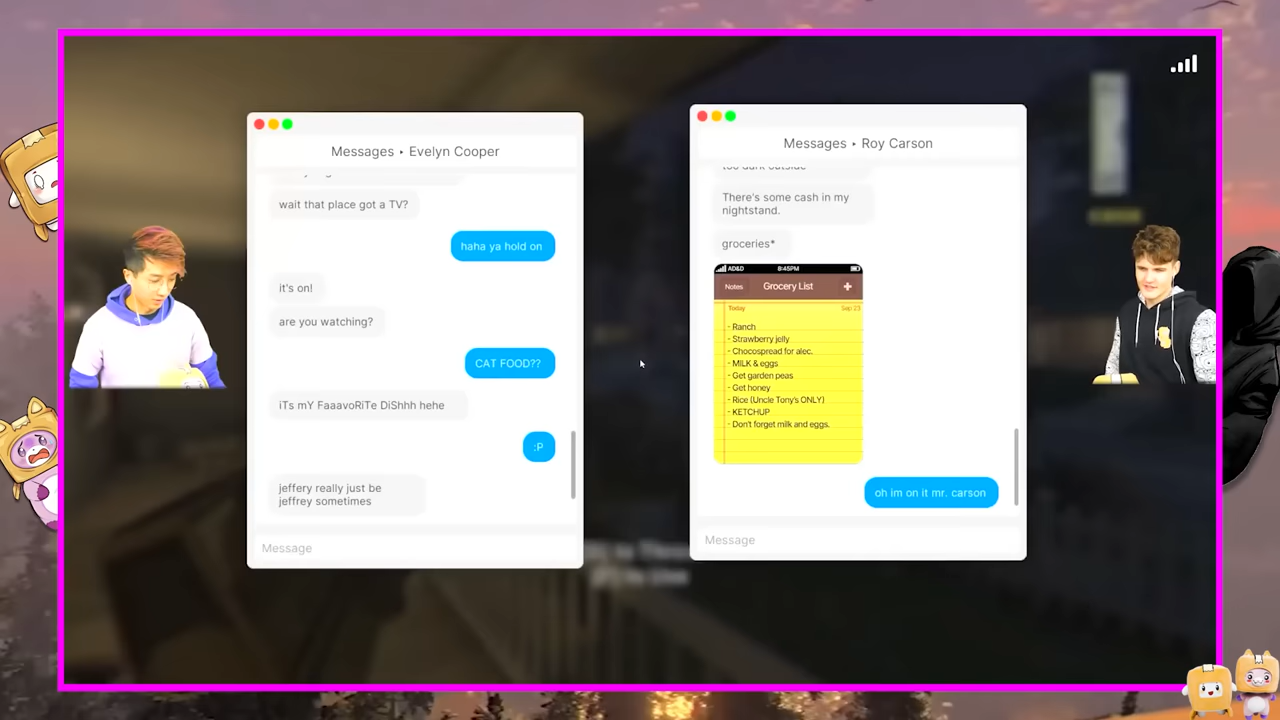 Messages ‣ Evelyn Cooper
wait that place got a TV?
haha ya hold on
it's on!
are you watching?
CAT FOOD??
iTs mY FaaavoRiTe DiShhh hehe
:P
jeffery really just be
jeffrey sometimes
Message
Messages ‣ Roy Carson
too dark outside
There's some cash in my
nightstand.
groceries*
AD&D 8:45PM
Notes Grocery List +
Today Sep 23
- Ranch
- Strawberry jelly
- Chocospread for alec.
- MILK & eggs
- Get garden peas
- Get honey
- Rice (Uncle Tony's ONLY)
- KETCHUP
- Don't forget milk and eggs.
oh im on it mr. carson
Message